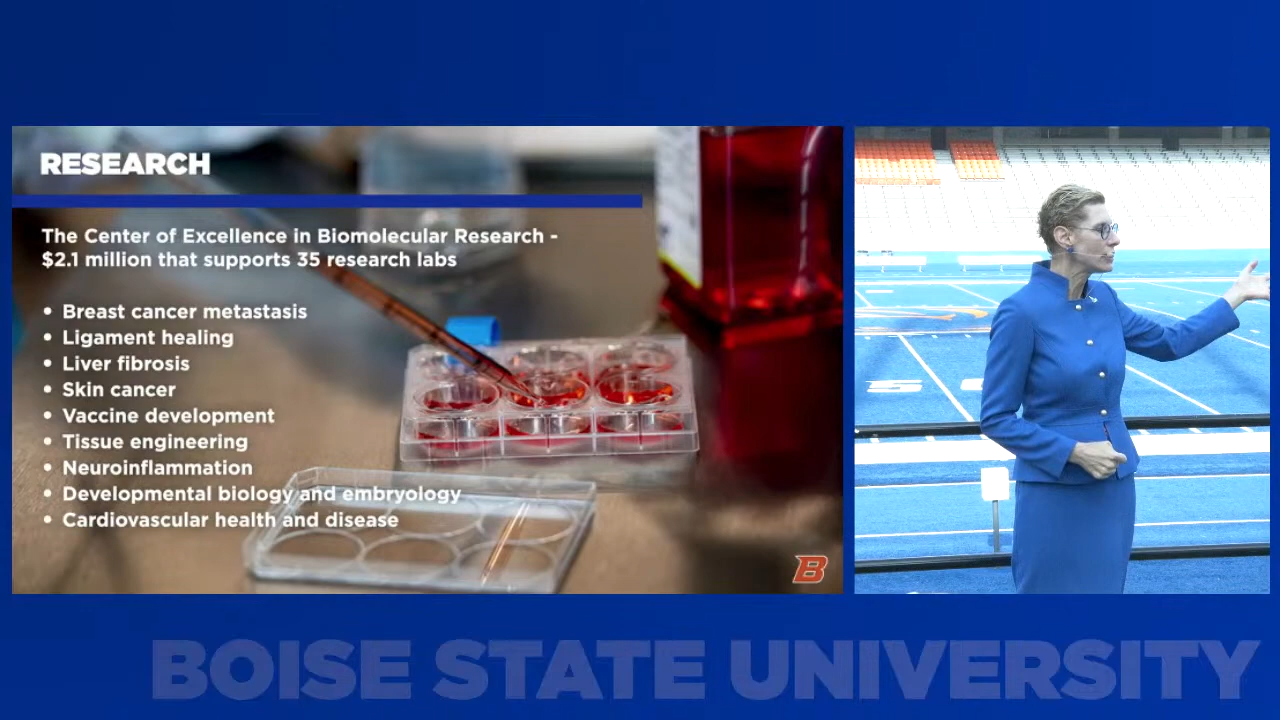 RESEARCH
The Center of Excellence in Biomolecular Research -
$2.1 million that supports 35 research labs
• Breast cancer metastasis
• Ligament healing
• Liver fibrosis
• Skin cancer
• Vaccine development
• Tissue engineering
• Neuroinflammation
• Developmental biology and embryology
• Cardiovascular health and disease
B
5
BOISE STATE UNIVERSITY